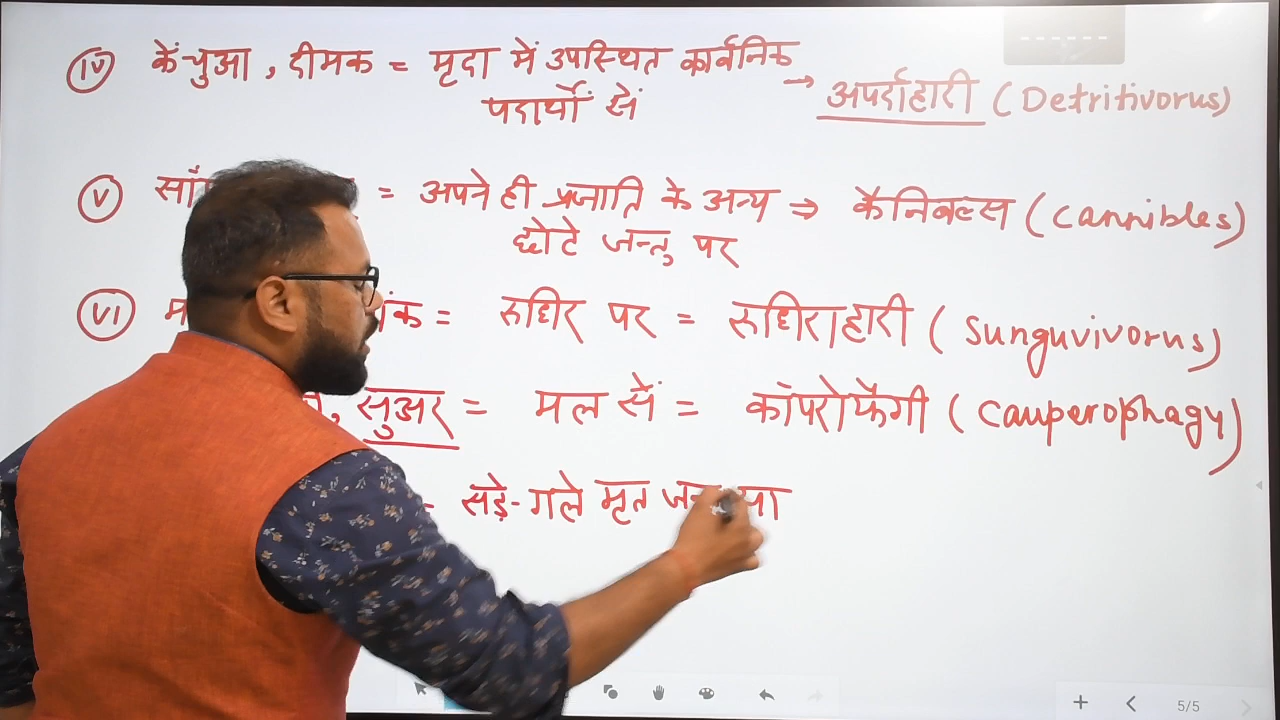 iv केंचुआ, दीमक = मृदा में उपस्थित कार्बनिक
पदार्थों सें → अपर्दाहारी (Detritivorus)
v = अपने ही प्रजाति के अन्य ⇒ कैनिबल्स (Cannibles)
छोटे जन्तु पर
vi = रूधिर पर = रूधिराहारी (Sunguvivorus)
, सुअर = मल सें = कॉपरोफैगी (Cauperophagy)
सड़े-गले मृत या
5/5